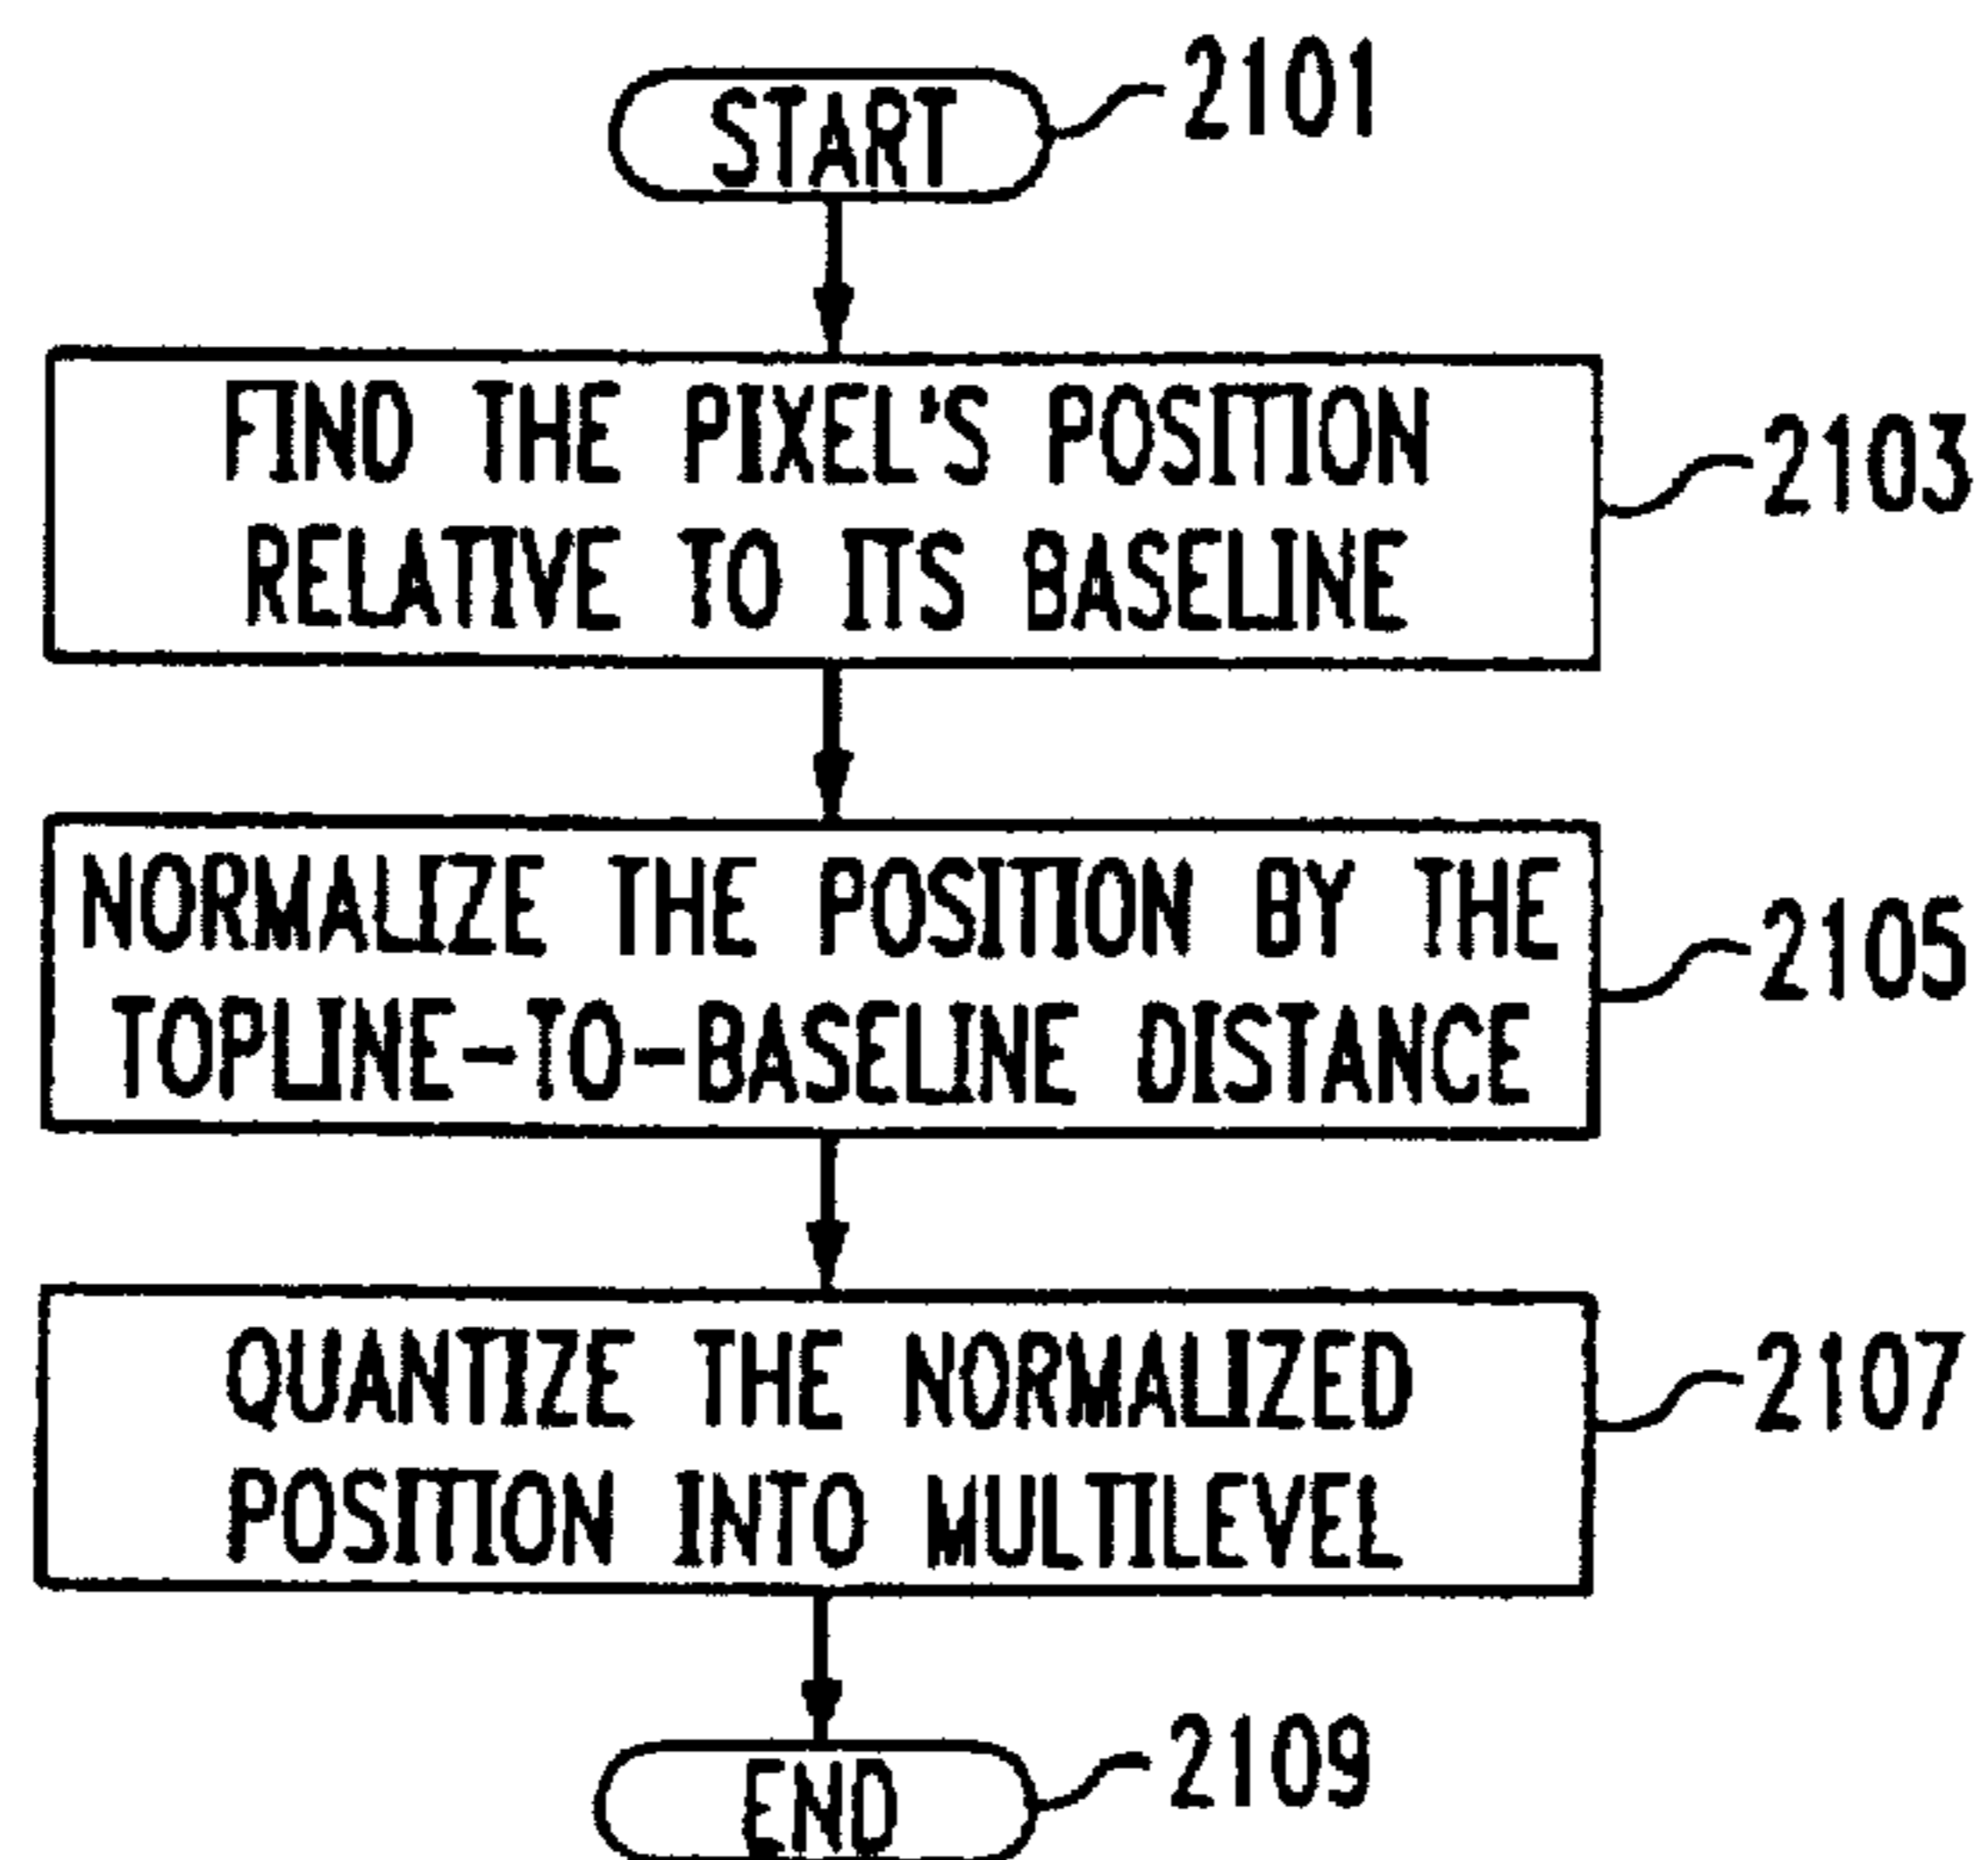 START
2101
FIND THE PIXEL'S POSITION
RELATIVE TO ITS BASELINE
2103
NORMALIZE THE POSITION BY THE
TOPLINE-TO-BASELINE DISTANCE
2105
QUANTIZE THE NORMALIZED
POSITION INTO MULTILEVEL
2107
END
2109